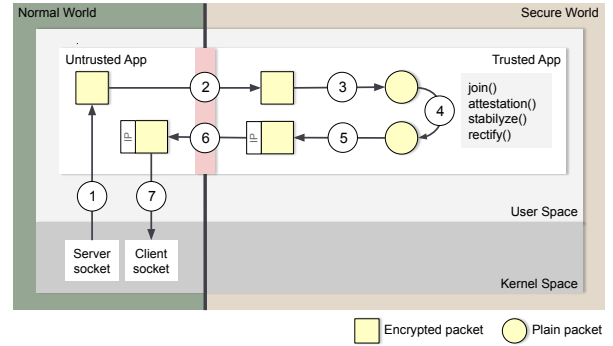 Normal World
Secure World
Untrusted App
Trusted App
2
3
4
join()
attestation()
stabilyze()
rectify()
IP
6
IP
5
1
7
User Space
Server
socket
Client
socket
Kernel Space
Encrypted packet
Plain packet